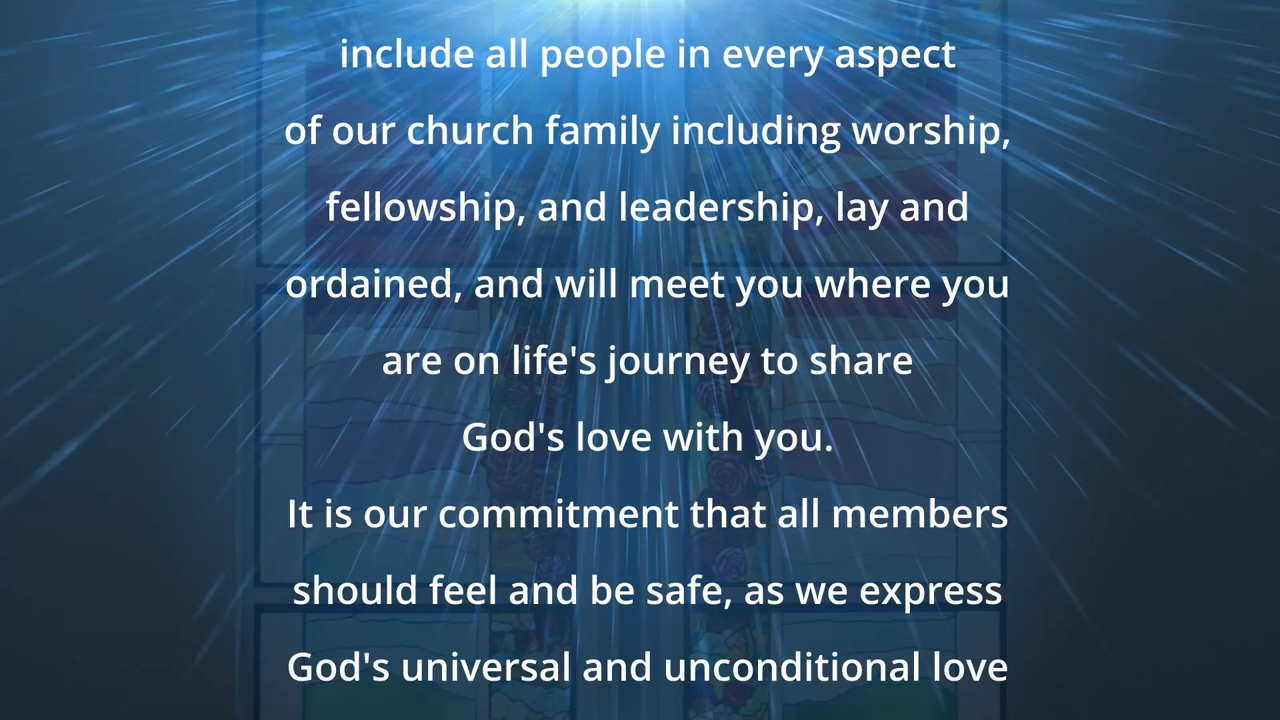 include all people in every aspect
of our church family including worship,
fellowship, and leadership, lay and
ordained, and will meet you where you
are on life's journey to share
God's love with you.
It is our commitment that all members
should feel and be safe, as we express
God's universal and unconditional love